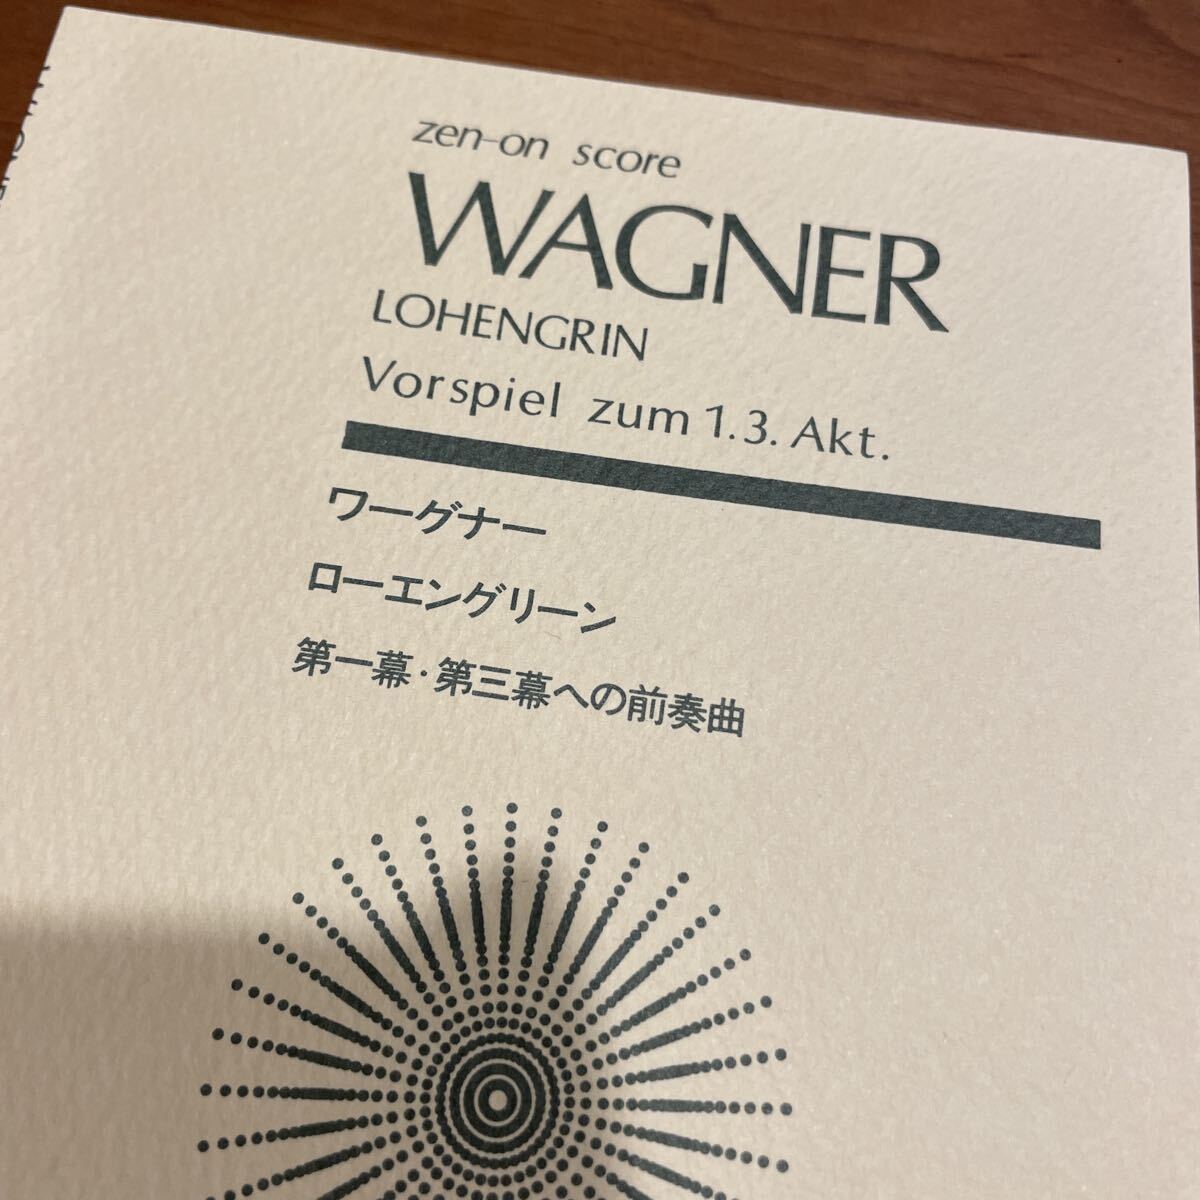 zen-on score
WAGNER
LOHENGRIN
Vorspiel zum 1.3. Akt.
ワーグナー
ローエングリーン
第一幕・第三幕への前奏曲